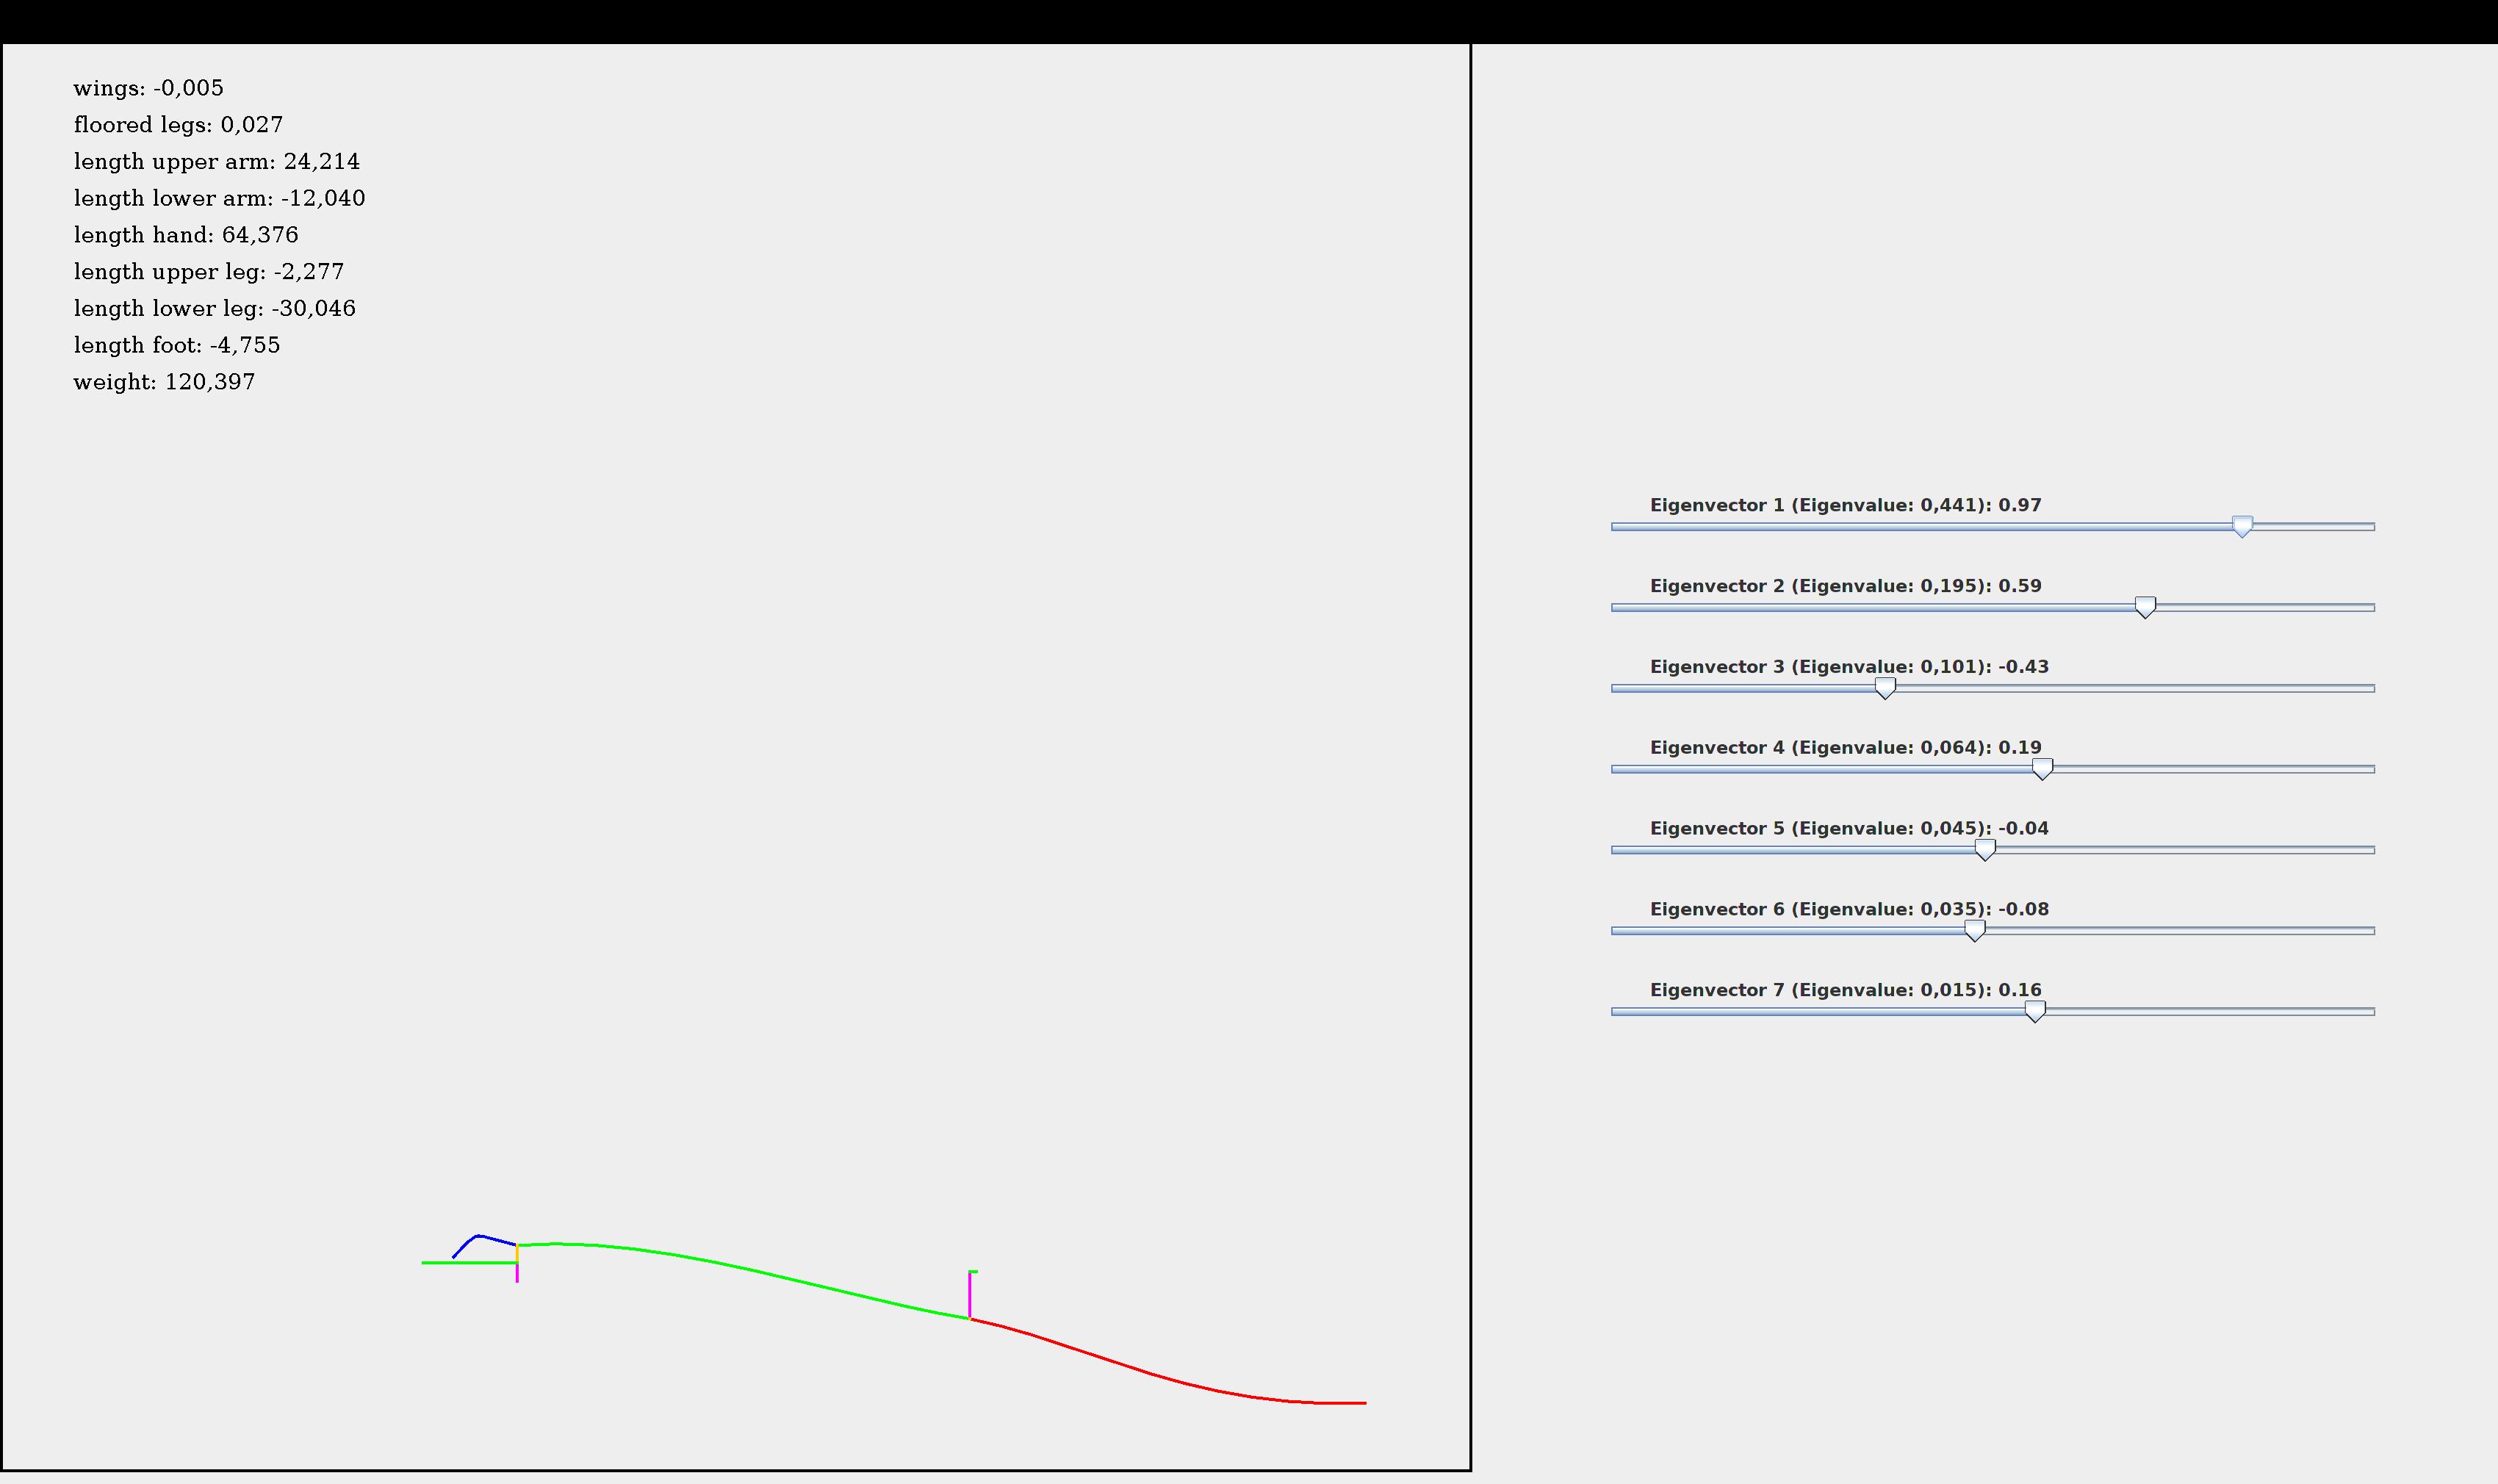 wings: -0,005
floored legs: 0,027
length upper arm: 24,214
length lower arm: -12,040
length hand: 64,376
length upper leg: -2,277
length lower leg: -30,046
length foot: -4,755
weight: 120,397
Eigenvector 1 (Eigenvalue: 0,441): 0.97
Eigenvector 2 (Eigenvalue: 0,195): 0.59
Eigenvector 3 (Eigenvalue: 0,101): -0.43
Eigenvector 4 (Eigenvalue: 0,064): 0.19
Eigenvector 5 (Eigenvalue: 0,045): -0.04
Eigenvector 6 (Eigenvalue: 0,035): -0.08
Eigenvector 7 (Eigenvalue: 0,015): 0.16